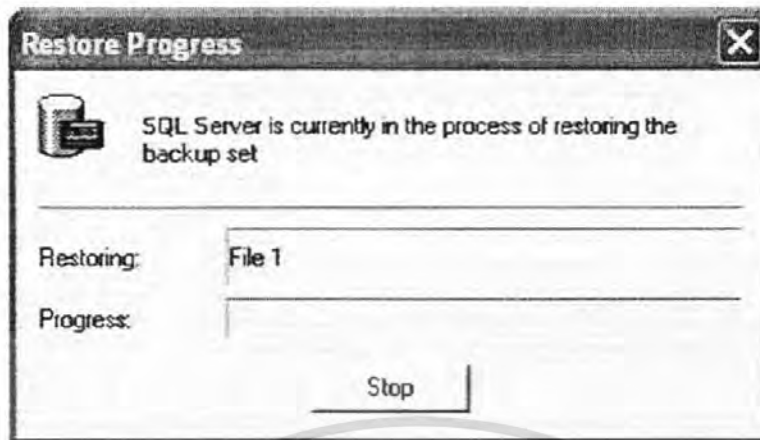 Restore Progress
SQL Server is currently in the process of restoring the
backup set
Restoring: File 1
Progress:
Stop